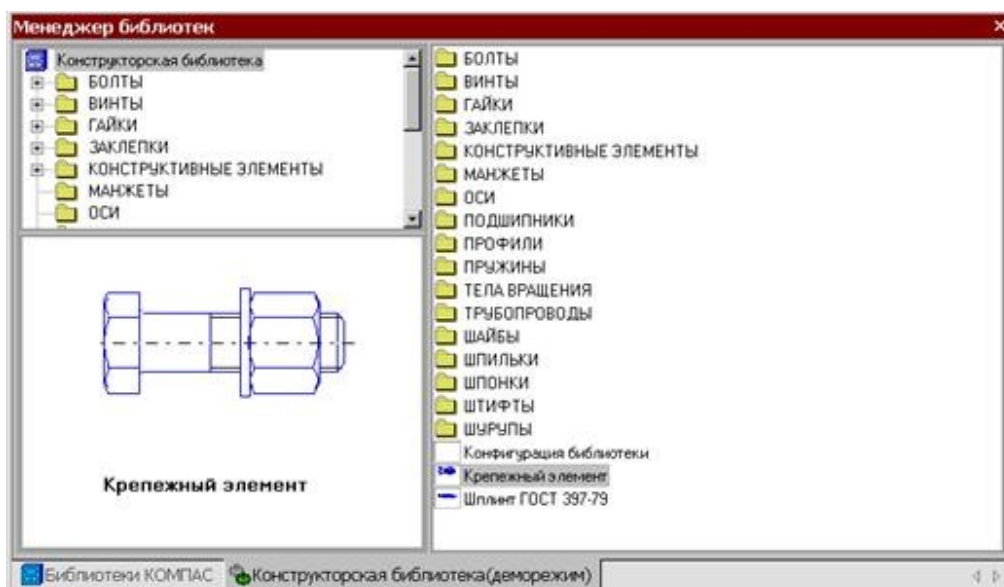 Менеджер библиотек
Конструкторская библиотека
БОЛТЫ
ВИНТЫ
ГАЙКИ
ЗАКЛЕПКИ
КОНСТРУКТИВНЫЕ ЭЛЕМЕНТЫ
МАНЖЕТЫ
ОСИ
Крепежный элемент
БОЛТЫ
ВИНТЫ
ГАЙКИ
ЗАКЛЕПКИ
КОНСТРУКТИВНЫЕ ЭЛЕМЕНТЫ
МАНЖЕТЫ
ОСИ
ПОДШИПНИКИ
ПРОФИЛИ
ПРУЖИНЫ
ТЕЛА ВРАЩЕНИЯ
ТРУБОПРОВОДЫ
ШАЙБЫ
ШПИЛЬКИ
ШПОНКИ
ШТИФТЫ
ШУРУПЫ
Конфигурация библиотеки
Крепежный элемент
Шплинт ГОСТ 397-79
Библиотеки КОМПАС Конструкторская библиотека(деморежим)